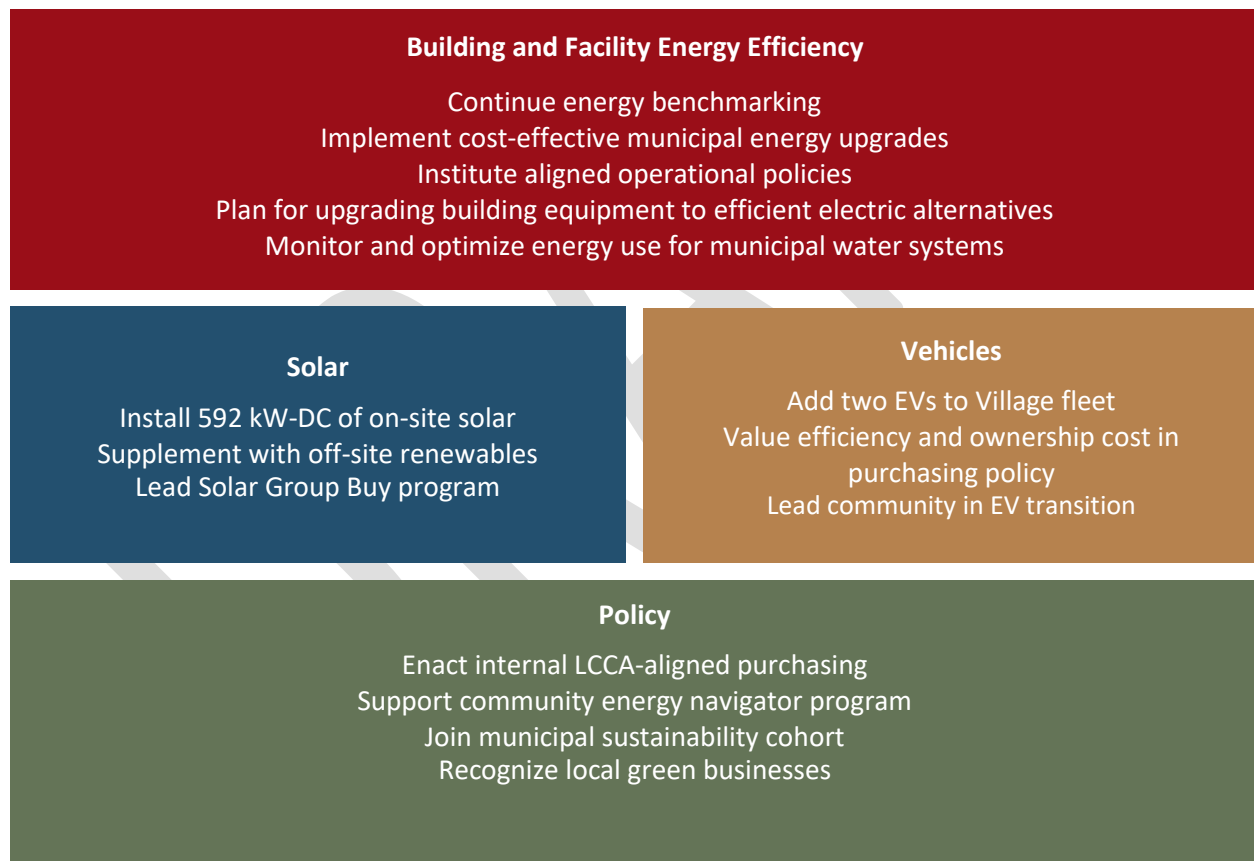 Building and Facility Energy Efficiency
Continue energy benchmarking
Implement cost-effective municipal energy upgrades
Institute aligned operational policies
Plan for upgrading building equipment to efficient electric alternatives
Monitor and optimize energy use for municipal water systems
Solar
Install 592 kW-DC of on-site solar
Supplement with off-site renewables
Lead Solar Group Buy program
Vehicles
Add two EVs to Village fleet
Value efficiency and ownership cost in
purchasing policy
Lead community in EV transition
Policy
Enact internal LCCA-aligned purchasing
Support community energy navigator program
Join municipal sustainability cohort
Recognize local green businesses